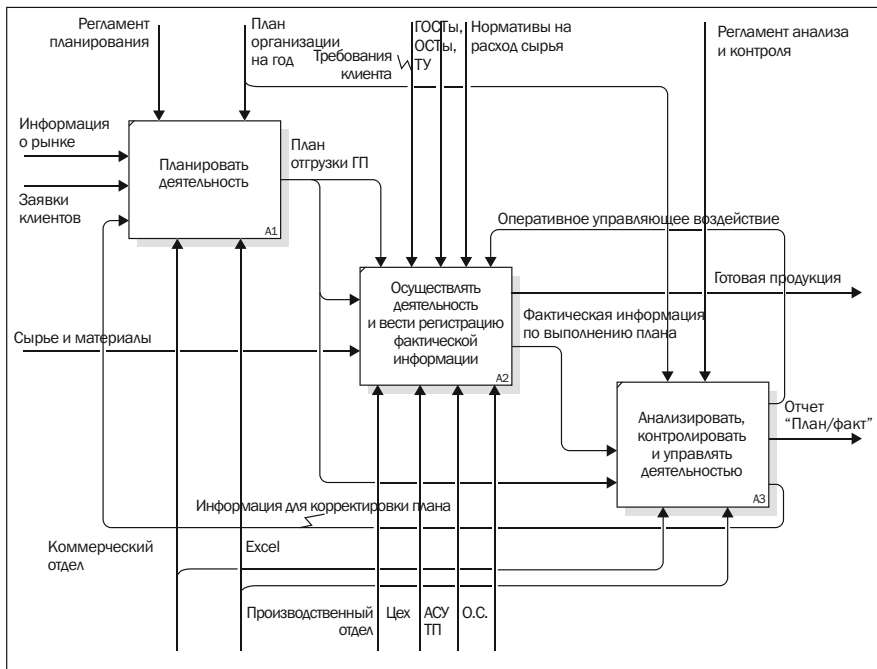 Регламент
планирования
План
организации
на год
Требования
клиента
ГОСТы,
ОСТы,
ТУ
Нормативы на
расход сырья
Регламент анализа
и контроля
Информация
о рынке
Заявки
клиентов
Планировать
деятельность
A1
План
отгрузки ГП
Оперативное управляющее воздействие
Готовая продукция
Осуществлять
деятельность
и вести регистрацию
фактической
информации
A2
Сырье и материалы
Фактическая информация
по выполнению плана
Анализировать,
контролировать
и управлять
деятельностью
A3
Отчет
“План/факт”
Информация для корректировки плана
Коммерческий
отдел
Excel
Производственный
отдел
Цех
АСУ
ТП
О.С.